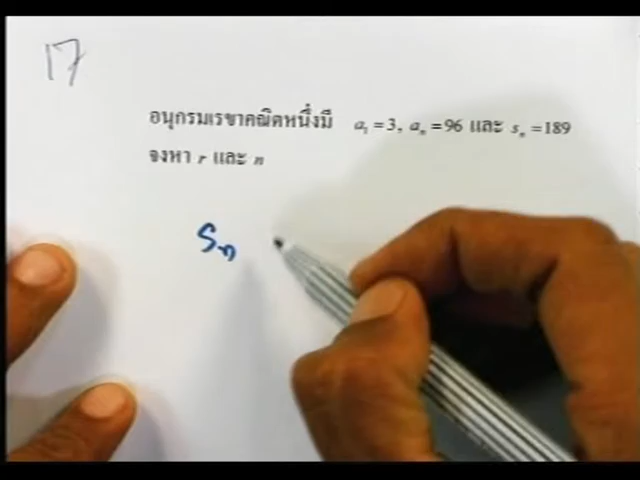 17
อนุกรมเรขาคณิตหนึ่งมี a₁ = 3, aₙ = 96 และ sₙ = 189
จงหา r และ n
Sₙ